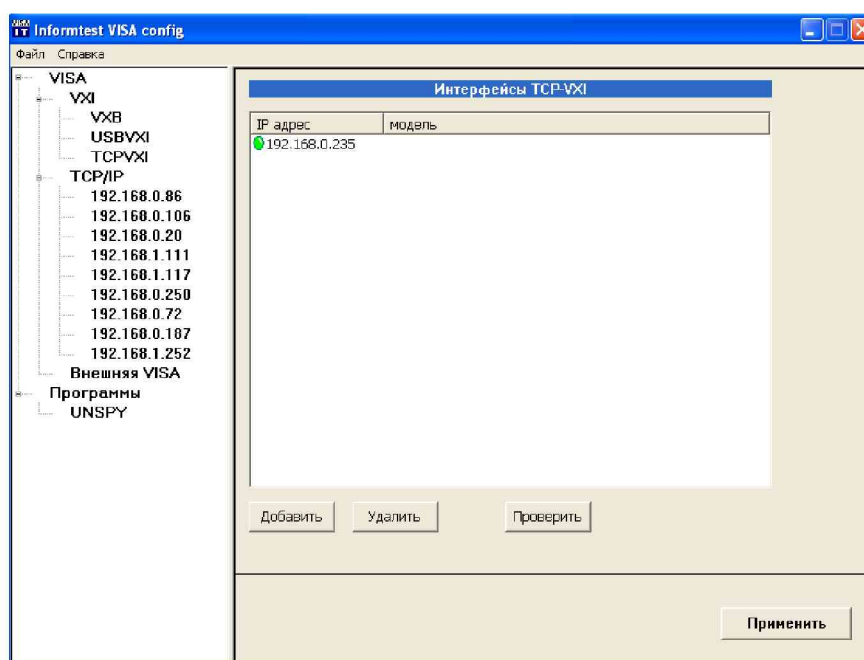 VISA IT Informtest VISA config
Файл Справка
VISA
VXI
VXB
USBVXI
TCPVXI
TCP/IP
192.168.0.86
192.168.0.106
192.168.0.20
192.168.1.111
192.168.1.117
192.168.0.250
192.168.0.72
192.168.0.187
192.168.1.252
Внешняя VISA
Программы
UNSPY
Интерфейсы TCP-VXI
IP адрес модель
192.168.0.235
Добавить Удалить Проверить
Применить